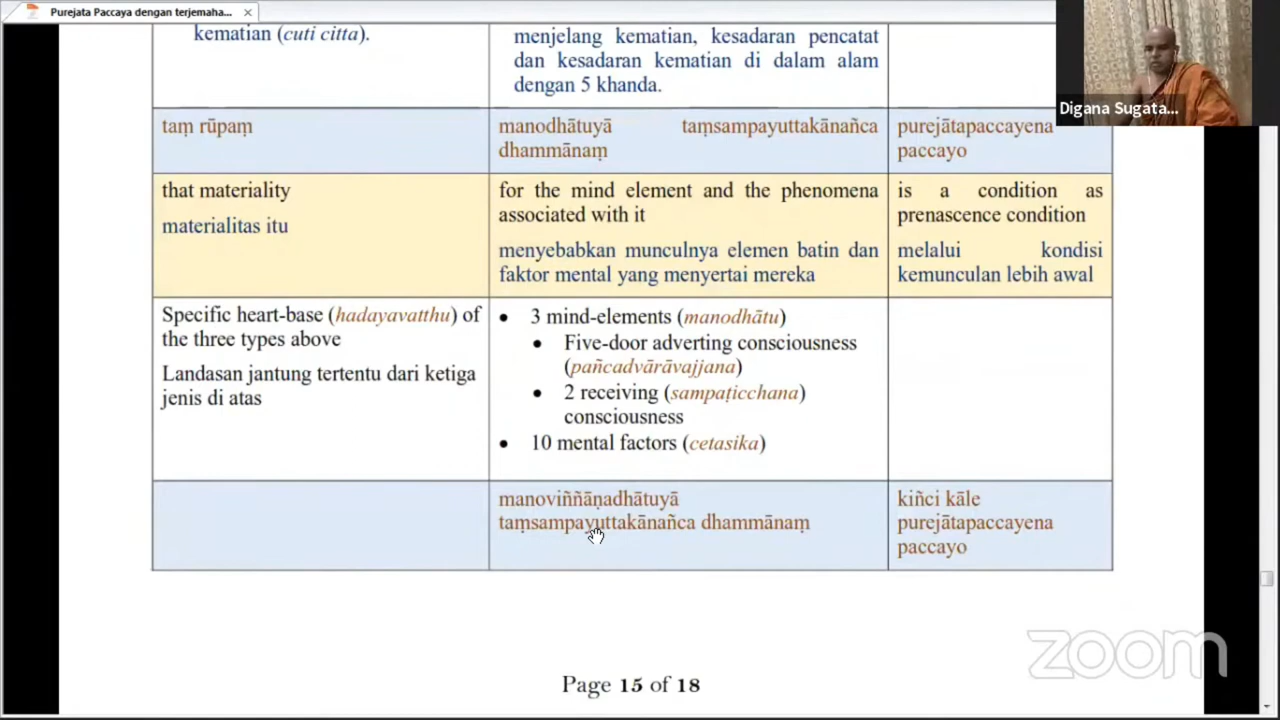 Purejata Paccaya dengan terjemaha...
kematian (cuti citta).
menjelang kematian, kesadaran pencatat
dan kesadaran kematian di dalam alam
dengan 5 khanda.
Digana Sugata...
taṃ rūpaṃ
manodhātuyā taṃsampayuttakānañca
dhammānaṃ
purejātapaccayena
paccayo
that materiality
materialitas itu
for the mind element and the phenomena
associated with it
menyebabkan munculnya elemen batin dan
faktor mental yang menyertai mereka
is a condition as
prenascence condition
melalui kondisi
kemunculan lebih awal
Specific heart-base (hadayavatthu) of
the three types above
Landasan jantung tertentu dari ketiga
jenis di atas
• 3 mind-elements (manodhātu)
• Five-door adverting consciousness
(pañcadvārāvajjana)
• 2 receiving (sampaṭicchana)
consciousness
• 10 mental factors (cetasika)
manoviññāṇadhātuyā
taṃsampayuttakānañca dhammānaṃ
kiñci kāle
purejātapaccayena
paccayo
zoom
Page 15 of 18